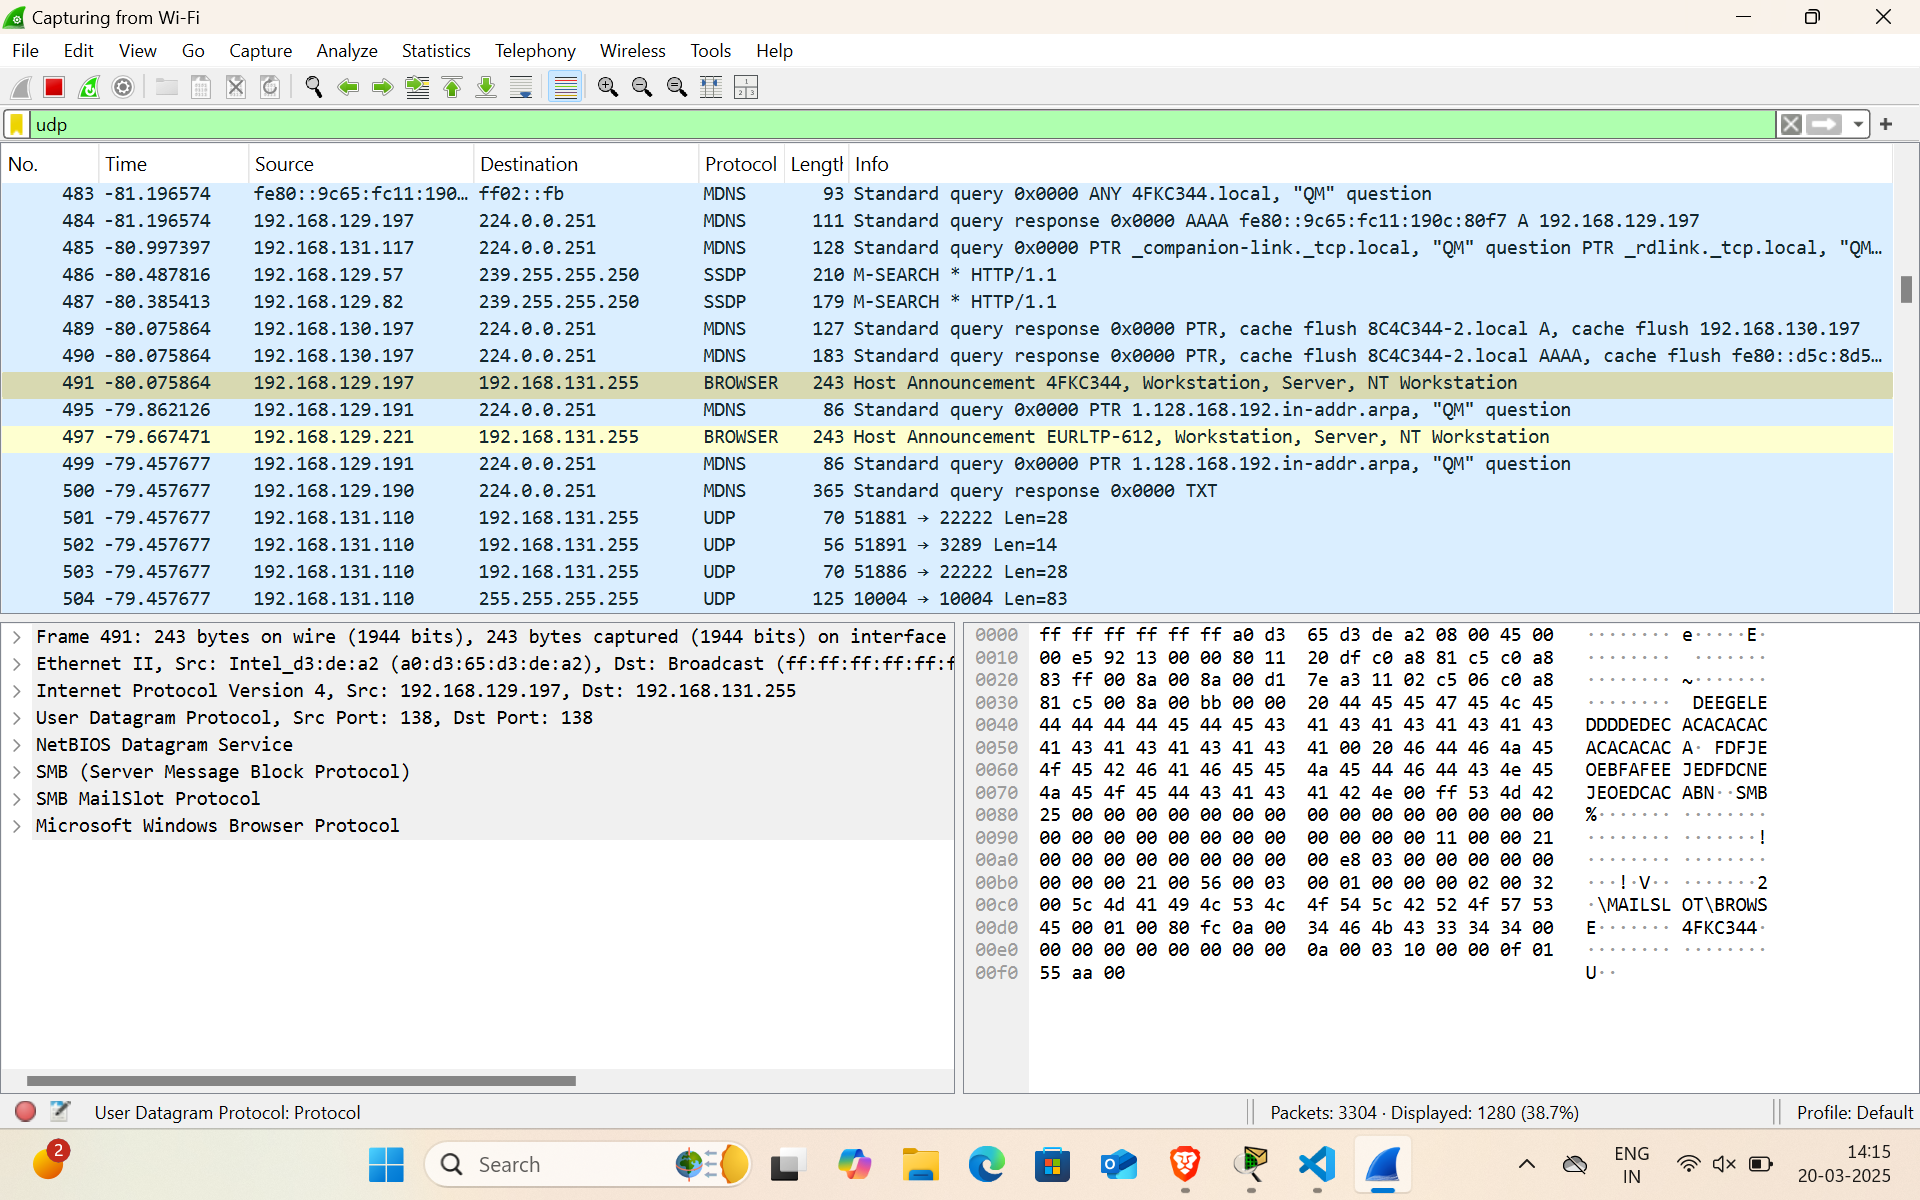 Capturing from Wi-Fi
File Edit View Go Capture Analyze Statistics Telephony Wireless Tools Help
udp
No. Time Source Destination Protocol Length Info
483 -81.196574 fe80::9c65:fc11:190… ff02::fb MDNS 93 Standard query 0x0000 ANY 4FKC344.local, "QM" question
484 -81.196574 192.168.129.197 224.0.0.251 MDNS 111 Standard query response 0x0000 AAAA fe80::9c65:fc11:190c:80f7 A 192.168.129.197
485 -80.997397 192.168.131.117 224.0.0.251 MDNS 128 Standard query 0x0000 PTR _companion-link._tcp.local, "QM" question PTR _rdlink._tcp.local, "QM…
486 -80.487816 192.168.129.57 239.255.255.250 SSDP 210 M-SEARCH * HTTP/1.1
487 -80.385413 192.168.129.82 239.255.255.250 SSDP 179 M-SEARCH * HTTP/1.1
489 -80.075864 192.168.130.197 224.0.0.251 MDNS 127 Standard query response 0x0000 PTR, cache flush 8C4C344-2.local A, cache flush 192.168.130.197
490 -80.075864 192.168.130.197 224.0.0.251 MDNS 183 Standard query response 0x0000 PTR, cache flush 8C4C344-2.local AAAA, cache flush fe80::d5c:8d5…
491 -80.075864 192.168.129.197 192.168.131.255 BROWSER 243 Host Announcement 4FKC344, Workstation, Server, NT Workstation
495 -79.862126 192.168.129.191 224.0.0.251 MDNS 86 Standard query 0x0000 PTR 1.128.168.192.in-addr.arpa, "QM" question
497 -79.667471 192.168.129.221 192.168.131.255 BROWSER 243 Host Announcement EURLTP-612, Workstation, Server, NT Workstation
499 -79.457677 192.168.129.191 224.0.0.251 MDNS 86 Standard query 0x0000 PTR 1.128.168.192.in-addr.arpa, "QM" question
500 -79.457677 192.168.129.190 224.0.0.251 MDNS 365 Standard query response 0x0000 TXT
501 -79.457677 192.168.131.110 192.168.131.255 UDP 70 51881 → 22222 Len=28
502 -79.457677 192.168.131.110 192.168.131.255 UDP 56 51891 → 3289 Len=14
503 -79.457677 192.168.131.110 192.168.131.255 UDP 70 51886 → 22222 Len=28
504 -79.457677 192.168.131.110 255.255.255.255 UDP 125 10004 → 10004 Len=83
Frame 491: 243 bytes on wire (1944 bits), 243 bytes captured (1944 bits) on interface
Ethernet II, Src: Intel_d3:de:a2 (a0:d3:65:d3:de:a2), Dst: Broadcast (ff:ff:ff:ff:ff:f
Internet Protocol Version 4, Src: 192.168.129.197, Dst: 192.168.131.255
User Datagram Protocol, Src Port: 138, Dst Port: 138
NetBIOS Datagram Service
SMB (Server Message Block Protocol)
SMB MailSlot Protocol
Microsoft Windows Browser Protocol
0000 ff ff ff ff ff ff a0 d3 65 d3 de a2 08 00 45 00 ········ e·····E·
0010 00 e5 92 13 00 00 80 11 20 df c0 a8 81 c5 c0 a8 ········ ·······
0020 83 ff 00 8a 00 8a 00 d1 7e a3 11 02 c5 06 c0 a8 ········ ~·······
0030 81 c5 00 8a 00 bb 00 00 20 44 45 45 47 45 4c 45 ········ DEEGELE
0040 44 44 44 44 45 44 45 43 41 43 41 43 41 43 41 43 DDDDEDEC ACACACAC
0050 41 43 41 43 41 43 41 43 41 00 20 46 44 46 4a 45 ACACACAC A· FDFJE
0060 4f 45 42 46 41 46 45 45 4a 45 44 46 44 43 4e 45 OEBFAFEE JEDFDCNE
0070 4a 45 4f 45 44 43 41 43 41 42 4e 00 ff 53 4d 42 JEOEDCAC ABN··SMB
0080 25 00 00 00 00 00 00 00 00 00 00 00 00 00 00 00 %······· ········
0090 00 00 00 00 00 00 00 00 00 00 00 00 11 00 00 21 ········ ·······!
00a0 00 00 00 00 00 00 00 00 00 e8 03 00 00 00 00 00 ········ ········
00b0 00 00 00 21 00 56 00 03 00 01 00 00 00 02 00 32 ···!·V·· ·······2
00c0 00 5c 4d 41 49 4c 53 4c 4f 54 5c 42 52 4f 57 53 ·\MAILSL OT\BROWS
00d0 45 00 01 00 80 fc 0a 00 34 46 4b 43 33 34 34 00 E······· 4FKC344·
00e0 00 00 00 00 00 00 00 00 0a 00 03 10 00 00 0f 01 ········ ········
00f0 55 aa 00 U··
User Datagram Protocol: Protocol
Packets: 3304 · Displayed: 1280 (38.7%)
Profile: Default
2
Search
ENG
IN
14:15
20-03-2025